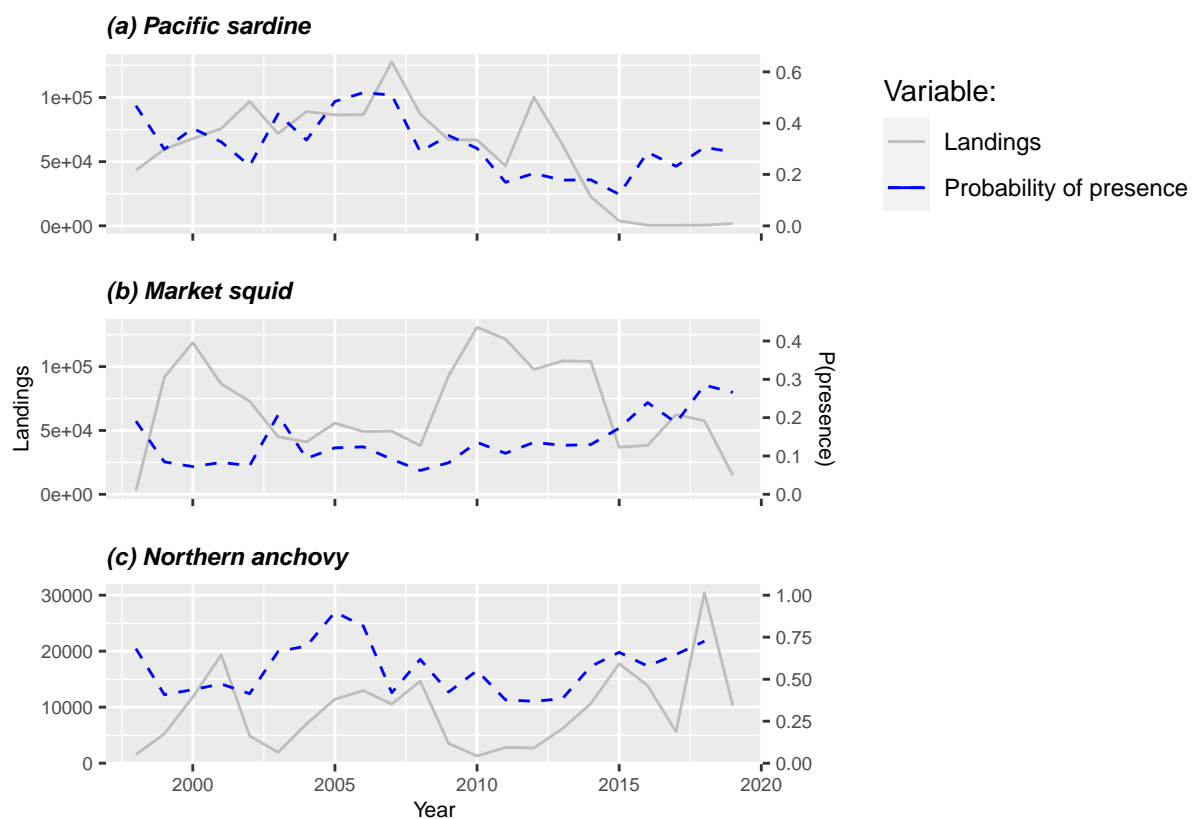 (a) Pacific sardine
1e+05
5e+04
0e+00
0.6
0.4
0.2
0.0
Variable:
Landings
Probability of presence
(b) Market squid
Landings
1e+05
5e+04
0e+00
0.4
0.3
0.2
0.1
0.0
P(presence)
(c) Northern anchovy
30000
20000
10000
0
1.00
0.75
0.50
0.25
0.00
2000 2005 2010 2015 2020
Year